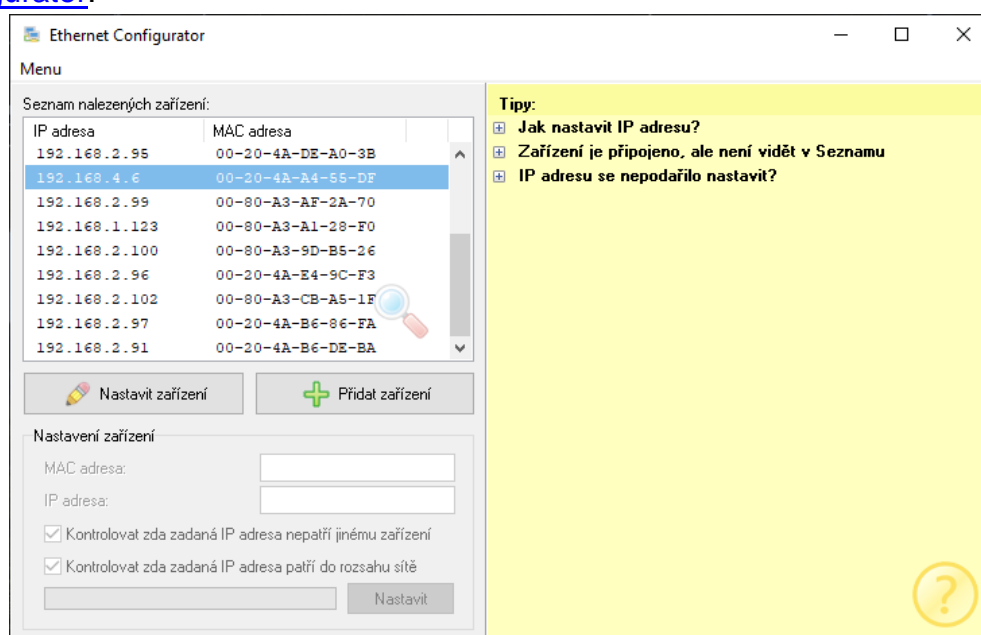 Ethernet Configurator
Menu
Seznam nalezených zařízení:
IP adresa MAC adresa
192.168.2.95 00-20-4A-DE-A0-3B
192.168.4.6 00-20-4A-A4-55-DF
192.168.2.99 00-80-A3-AF-2A-70
192.168.1.123 00-80-A3-A1-28-F0
192.168.2.100 00-80-A3-9D-B5-26
192.168.2.96 00-20-4A-E4-9C-F3
192.168.2.102 00-80-A3-CB-A5-1F
192.168.2.97 00-20-4A-B6-86-FA
192.168.2.91 00-20-4A-B6-DE-BA
Nastavit zařízení
Přidat zařízení
Nastavení zařízení
MAC adresa:
IP adresa:
Kontrolovat zda zadaná IP adresa nepatří jinému zařízení
Kontrolovat zda zadaná IP adresa patří do rozsahu sítě
Nastavit
Tipy:
Jak nastavit IP adresu?
Zařízení je připojeno, ale není vidět v Seznamu
IP adresu se nepodařilo nastavit?